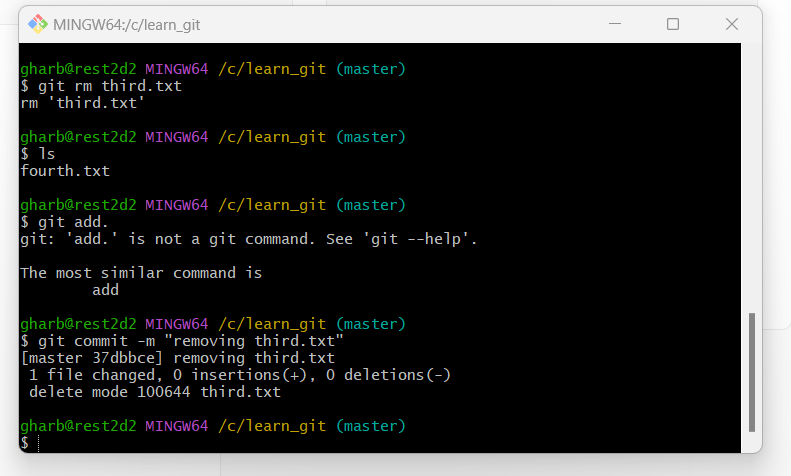 MINGW64:/c/learn_git
gharb@rest2d2 MINGW64 /c/learn_git (master)
$ git rm third.txt
rm 'third.txt'
gharb@rest2d2 MINGW64 /c/learn_git (master)
$ ls
fourth.txt
gharb@rest2d2 MINGW64 /c/learn_git (master)
$ git add.
git: 'add.' is not a git command. See 'git --help'.
The most similar command is
        add
gharb@rest2d2 MINGW64 /c/learn_git (master)
$ git commit -m "removing third.txt"
[master 37dbbce] removing third.txt
 1 file changed, 0 insertions(+), 0 deletions(-)
 delete mode 100644 third.txt
gharb@rest2d2 MINGW64 /c/learn_git (master)
$